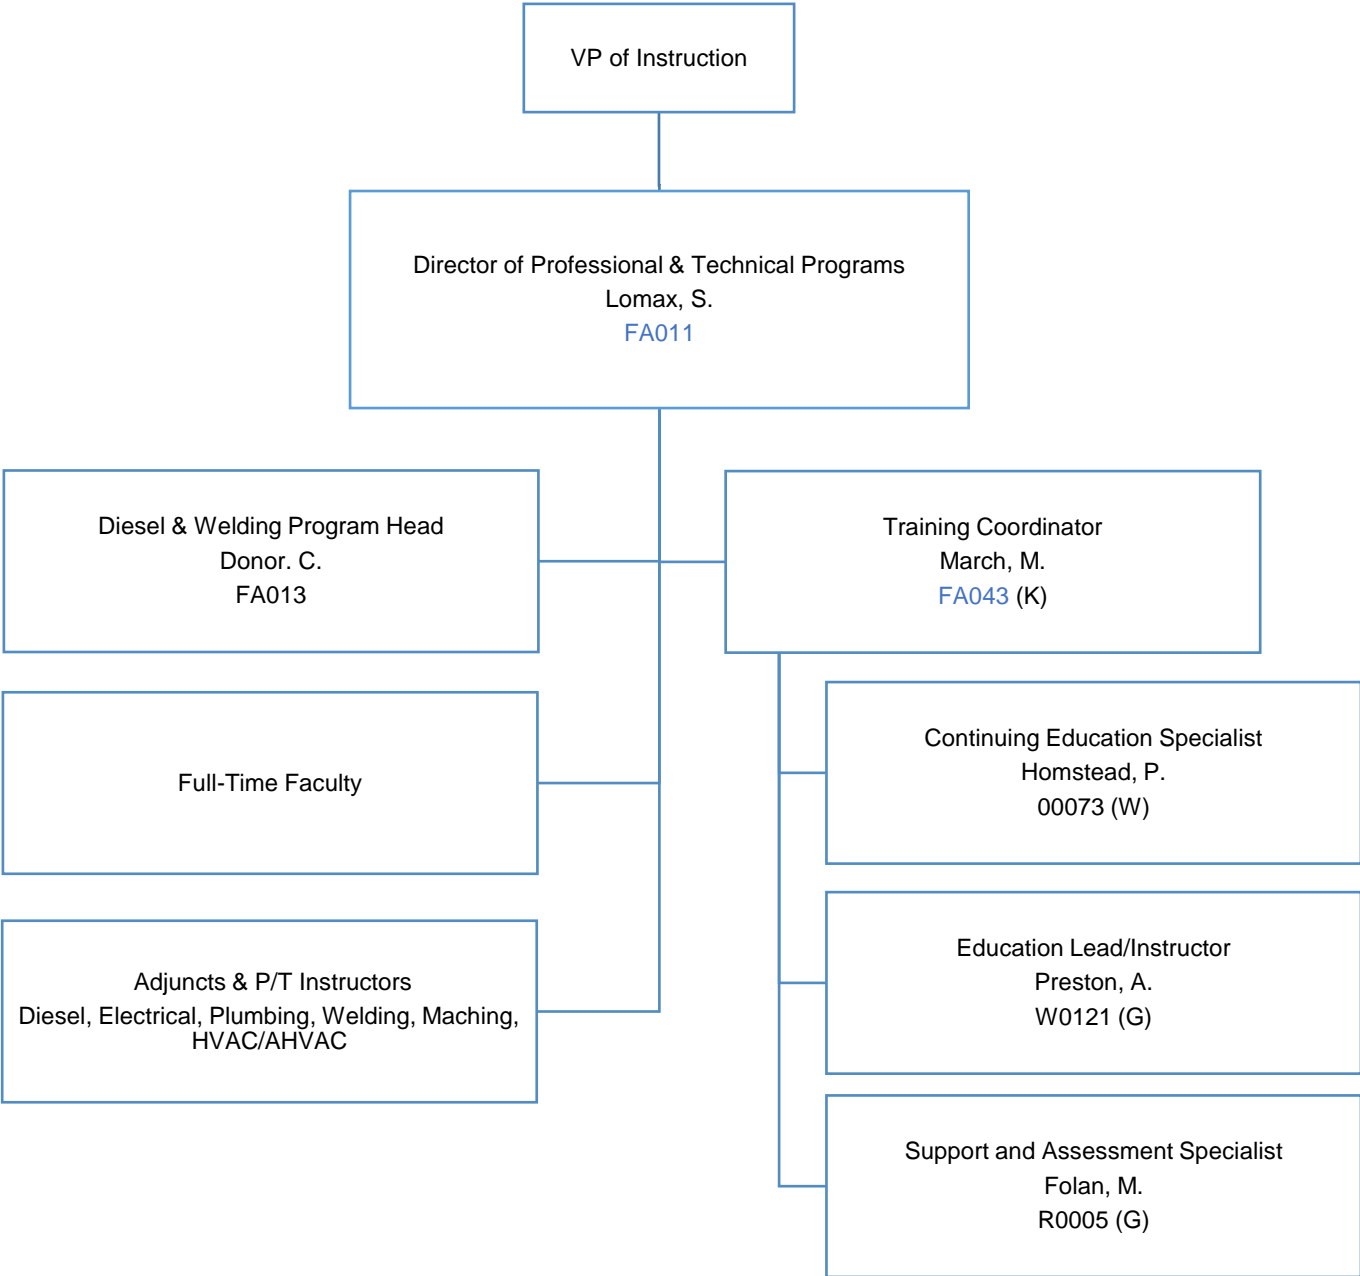 VP of Instruction
Director of Professional & Technical Programs
Lomax, S.
FA011
Diesel & Welding Program Head
Donor. C.
FA013
Training Coordinator
March, M.
FA043 (K)
Full-Time Faculty
Continuing Education Specialist
Homstead, P.
00073 (W)
Adjuncts & P/T Instructors
Diesel, Electrical, Plumbing, Welding, Maching,
HVAC/AHVAC
Education Lead/Instructor
Preston, A.
W0121 (G)
Support and Assessment Specialist
Folan, M.
R0005 (G)